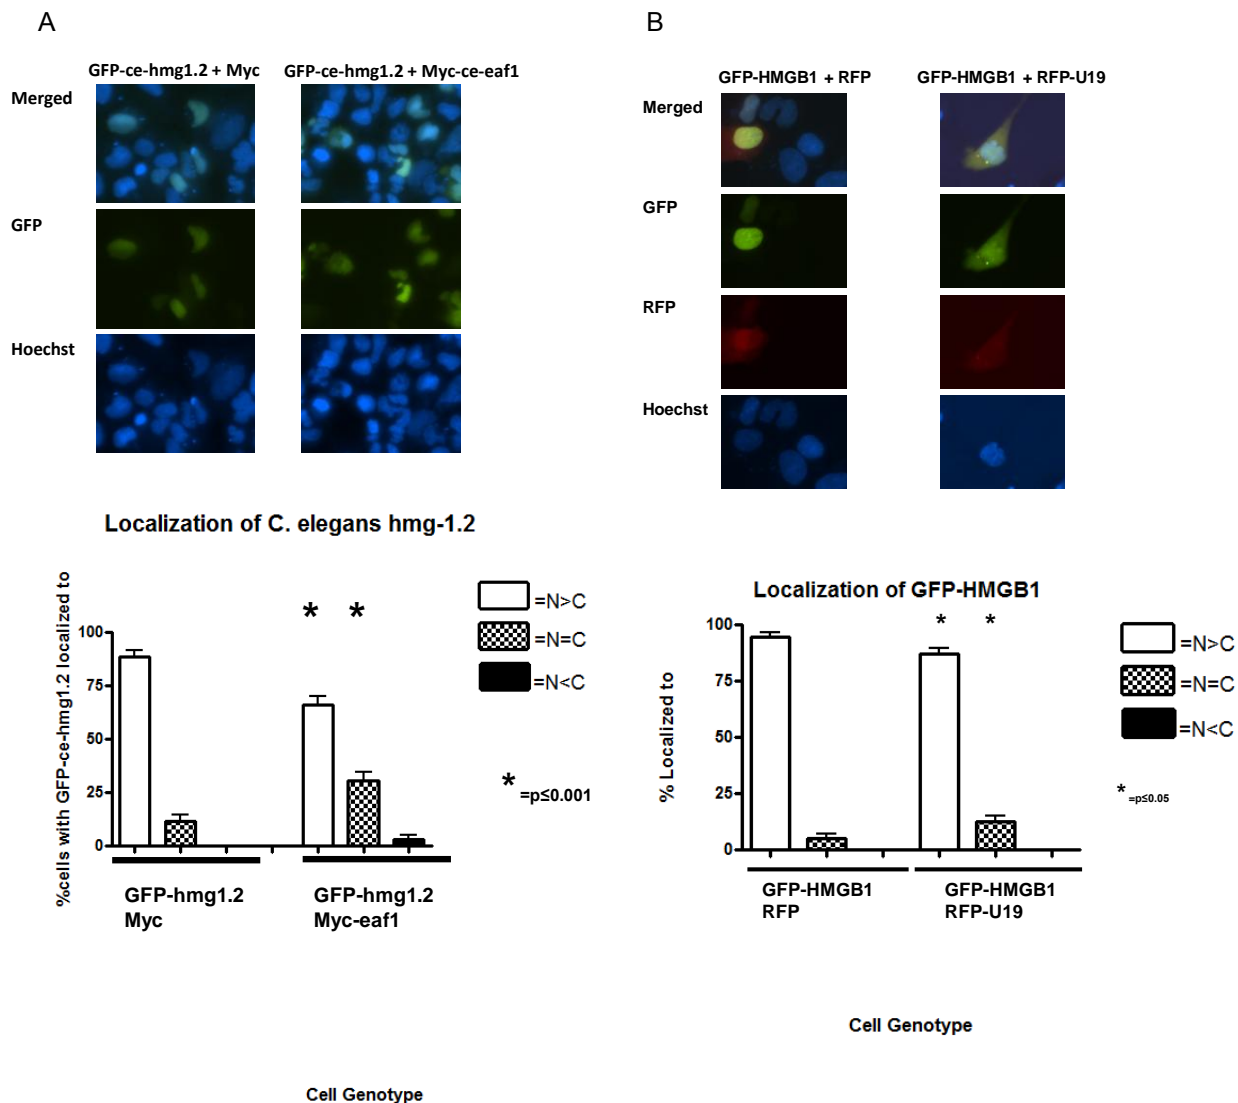 A
GFP-ce-hmg1.2 + Myc
GFP-ce-hmg1.2 + Myc-ce-eaf1
Merged
GFP
Hoechst
Localization of C. elegans hmg-1.2
%cells with GFP-ce-hmg1.2 localized to
100
75
50
25
0
* *
=N>C
=N=C
=N<C
* =p≤0.001
GFP-hmg1.2
Myc
GFP-hmg1.2
Myc-eaf1
Cell Genotype
B
GFP-HMGB1 + RFP
GFP-HMGB1 + RFP-U19
Merged
GFP
RFP
Hoechst
Localization of GFP-HMGB1
% Localized to
100
75
50
25
0
* *
=N>C
=N=C
=N<C
* =p≤0.05
GFP-HMGB1
RFP
GFP-HMGB1
RFP-U19
Cell Genotype